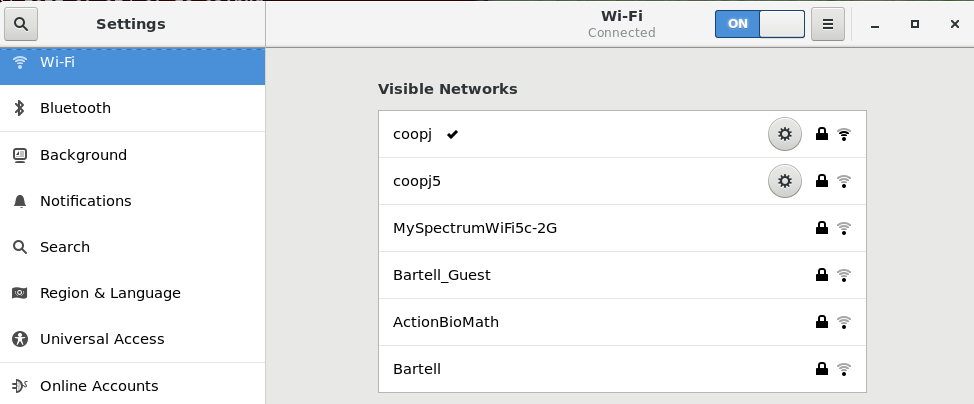 Settings
Wi-Fi
Connected
ON
Wi-Fi
Bluetooth
Background
Notifications
Search
Region & Language
Universal Access
Online Accounts
Visible Networks
coopj
coopj5
MySpectrumWiFi5c-2G
Bartell_Guest
ActionBioMath
Bartell